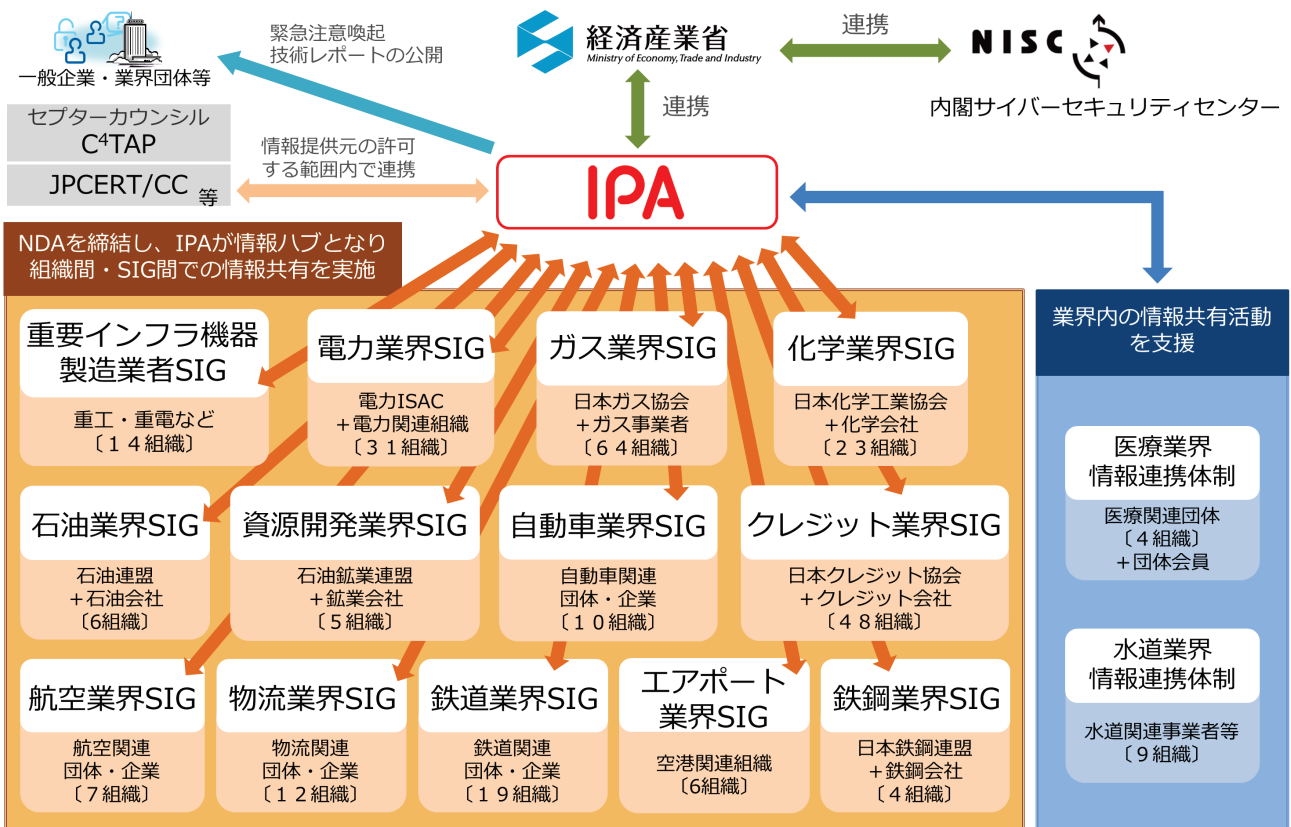 緊急注意喚起
技術レポートの公開
一般企業・業界団体等
経済産業省
Ministry of Economy, Trade and Industry
連携
NISC
内閣サイバーセキュリティセンター
連携
セプターカウンシル
C⁴TAP
JPCERT/CC 等
情報提供元の許可
する範囲内で連携
IPA
NDAを締結し、IPAが情報ハブとなり
組織間・SIG間での情報共有を実施
重要インフラ機器
製造業者SIG
重工・重電など
〔14組織〕
電力業界SIG
電力ISAC
+電力関連組織
〔31組織〕
ガス業界SIG
日本ガス協会
+ガス事業者
〔64組織〕
化学業界SIG
日本化学工業協会
+化学会社
〔23組織〕
石油業界SIG
石油連盟
+石油会社
〔6組織〕
資源開発業界SIG
石油鉱業連盟
+鉱業会社
〔5組織〕
自動車業界SIG
自動車関連
団体・企業
〔10組織〕
クレジット業界SIG
日本クレジット協会
+クレジット会社
〔48組織〕
航空業界SIG
航空関連
団体・企業
〔7組織〕
物流業界SIG
物流関連
団体・企業
〔12組織〕
鉄道業界SIG
鉄道関連
団体・企業
〔19組織〕
エアポート
業界SIG
空港関連組織
〔6組織〕
鉄鋼業界SIG
日本鉄鋼連盟
+鉄鋼会社
〔4組織〕
業界内の情報共有活動
を支援
医療業界
情報連携体制
医療関連団体
〔4組織〕
+団体会員
水道業界
情報連携体制
水道関連事業者等
〔9組織〕